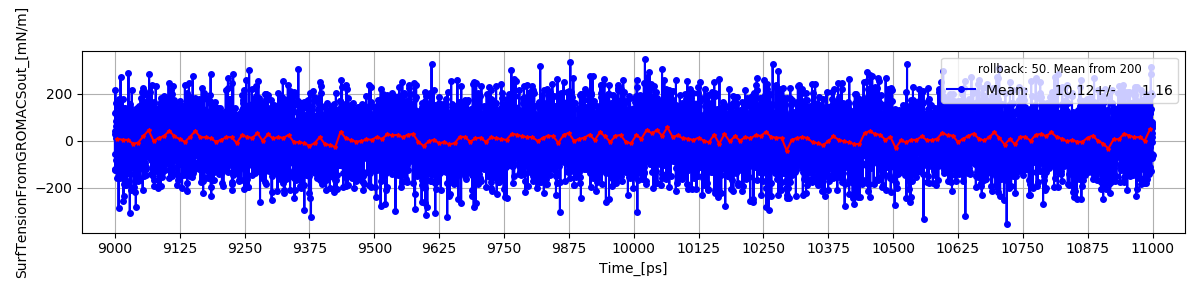 SurfTensionFromGROMACSout_[mN/m]
200
0
−200
rollback: 50. Mean from 200
Mean: 10.12+/- 1.16
9000 9125 9250 9375 9500 9625 9750 9875 10000 10125 10250 10375 10500 10625 10750 10875 11000
Time_[ps]